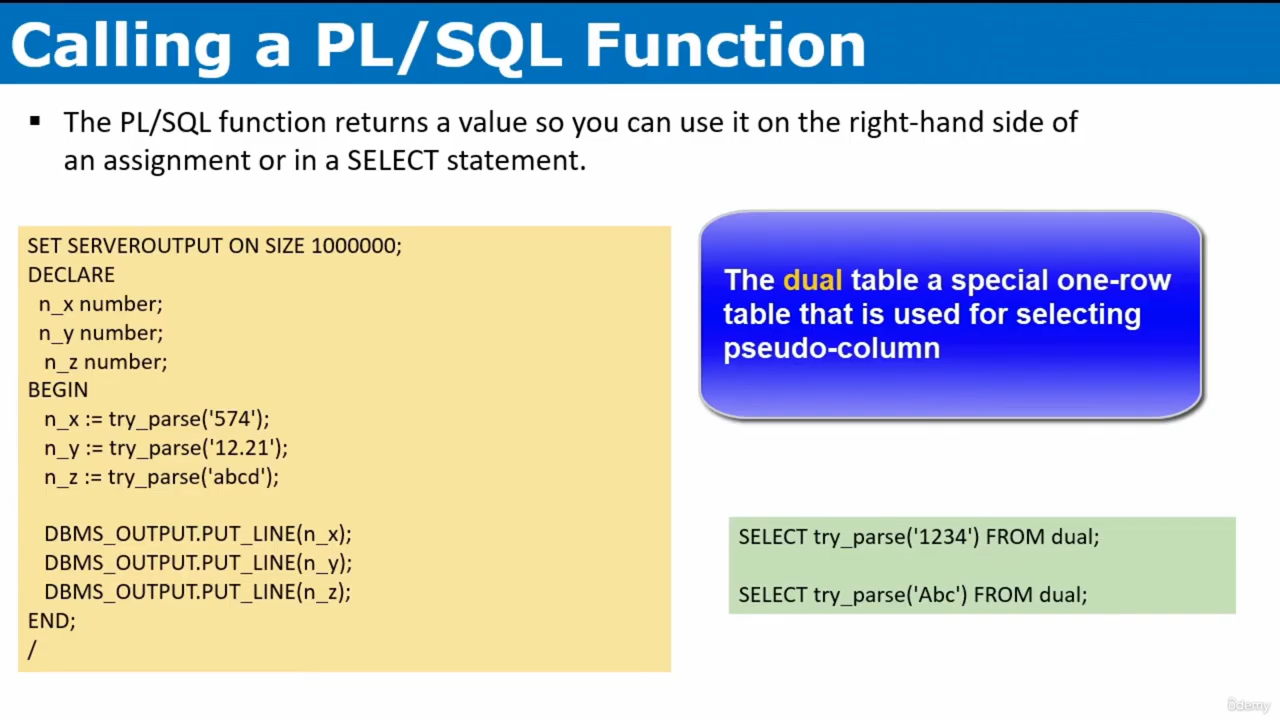 Calling a PL/SQL Function
▪ The PL/SQL function returns a value so you can use it on the right-hand side of
an assignment or in a SELECT statement.
SET SERVEROUTPUT ON SIZE 1000000;
DECLARE
n_x number;
n_y number;
n_z number;
BEGIN
n_x := try_parse('574');
n_y := try_parse('12.21');
n_z := try_parse('abcd');
DBMS_OUTPUT.PUT_LINE(n_x);
DBMS_OUTPUT.PUT_LINE(n_y);
DBMS_OUTPUT.PUT_LINE(n_z);
END;
/
The dual table a special one-row
table that is used for selecting
pseudo-column
SELECT try_parse('1234') FROM dual;
SELECT try_parse('Abc') FROM dual;
ûdemy